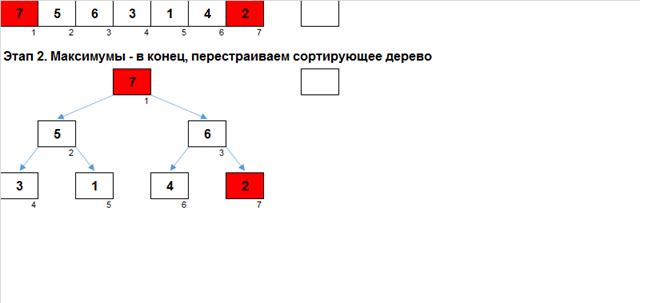 7 5 6 3 1 4 2
1 2 3 4 5 6 7
Этап 2. Максимумы - в конец, перестраиваем сортирующее дерево
7
1
5 6
2 3
3 1 4 2
4 5 6 7